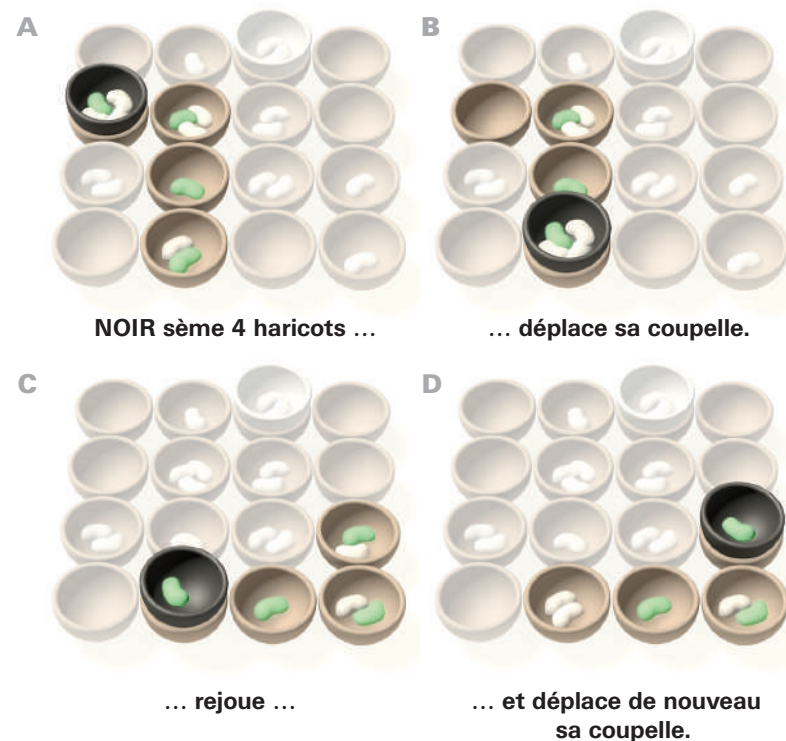 A
B
NOIR sème 4 haricots …
… déplace sa coupelle.
C
D
… rejoue …
… et déplace de nouveau
sa coupelle.